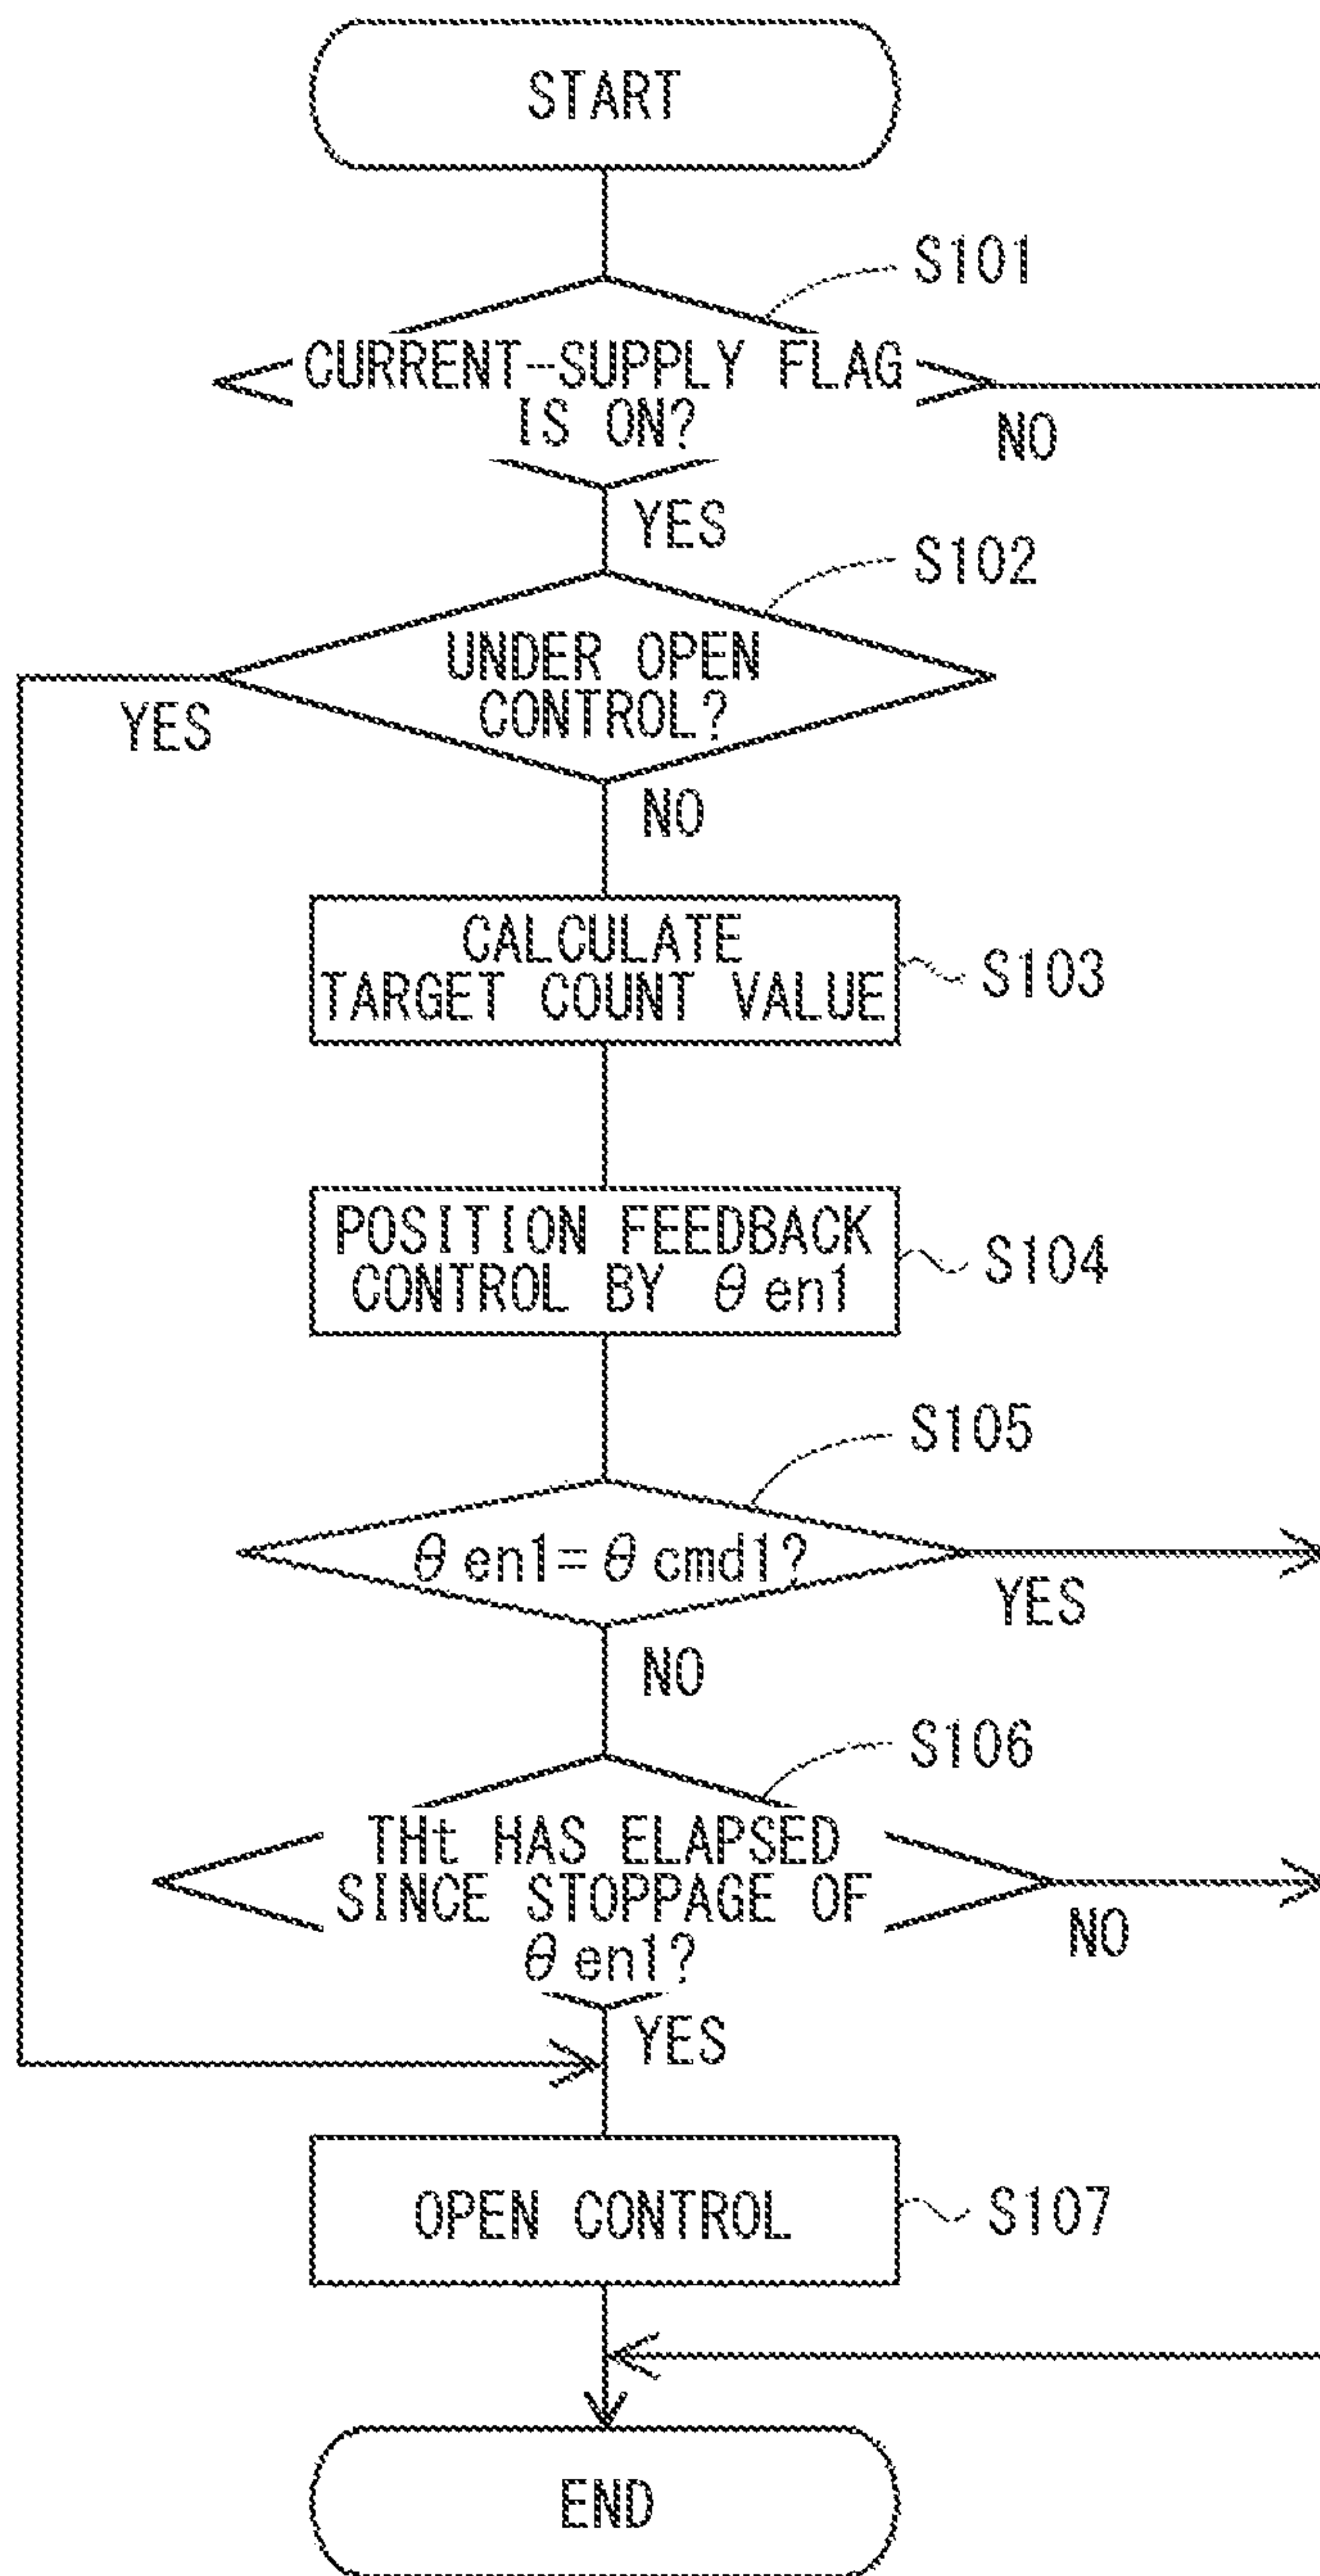 START
S101
CURRENT-SUPPLY FLAG
IS ON?
NO
YES
S102
UNDER OPEN
CONTROL?
YES
NO
CALCULATE
TARGET COUNT VALUE
S103
POSITION FEEDBACK
CONTROL BY θen1
S104
S105
θen1=θcmd1?
YES
NO
S106
THt HAS ELAPSED
SINCE STOPPAGE OF
θen1?
NO
YES
OPEN CONTROL
S107
END